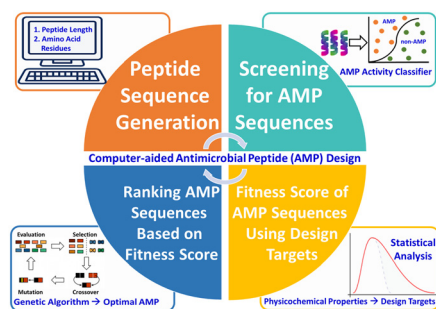 1. Peptide Length
2. Amino Acid
Residues
Peptide
Sequence
Generation
Screening
for AMP
Sequences
AMP
non-AMP
AMP Activity Classifier
Computer-aided Antimicrobial Peptide (AMP) Design
Ranking AMP
Sequences
Based on
Fitness Score
Fitness Score of
AMP Sequences
Using Design
Targets
Evaluation
Selection
Mutation
Crossover
Genetic Algorithm → Optimal AMP
Statistical
Analysis
Physicochemical Properties → Design Targets